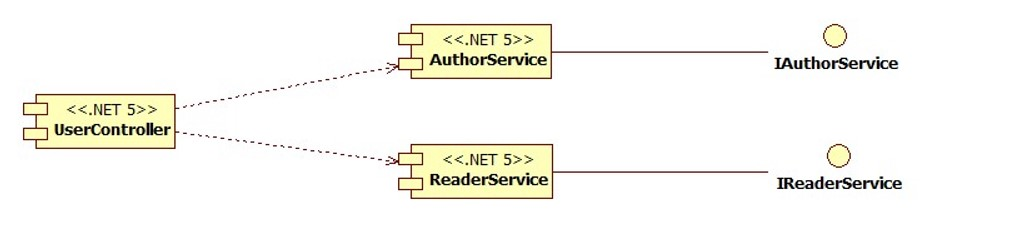 <<.NET 5>>
AuthorService
IAuthorService
<<.NET 5>>
UserController
<<.NET 5>>
ReaderService
IReaderService